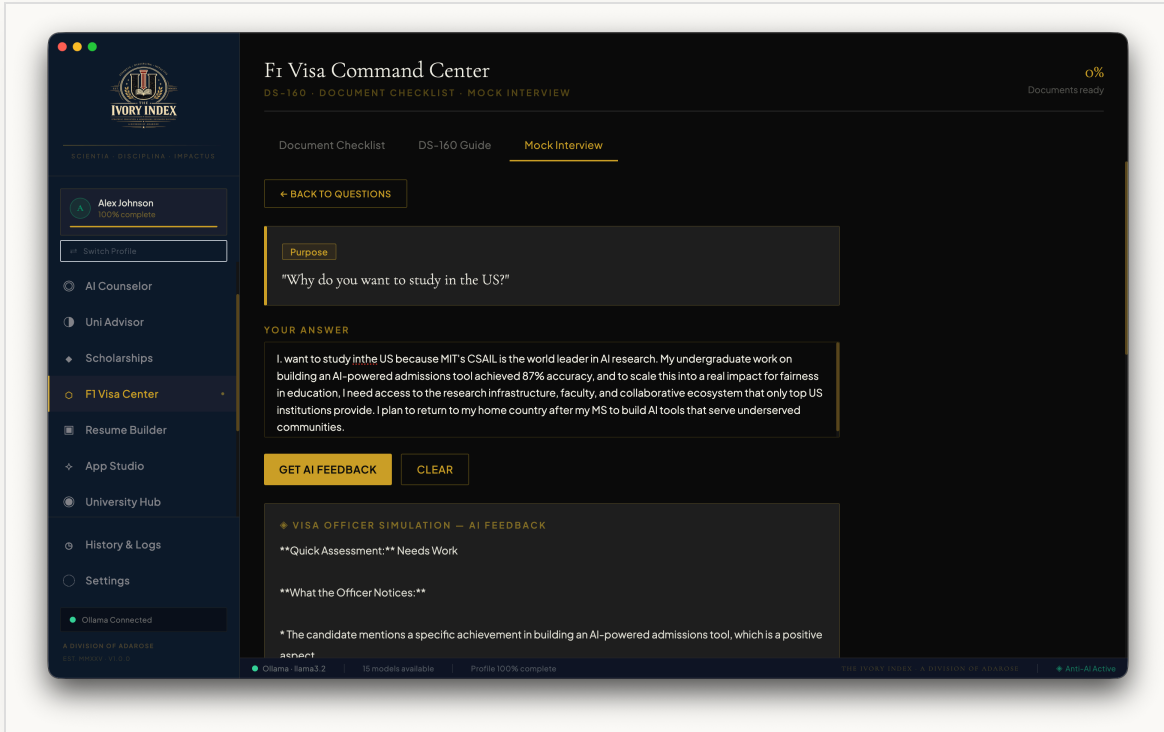 THE
IVORY INDEX
SCIENTIA · DISCIPLINA · IMPACTUS
A
Alex Johnson
100% complete
Switch Profile
AI Counselor
Uni Advisor
Scholarships
F1 Visa Center
Resume Builder
App Studio
University Hub
History & Logs
Settings
Ollama Connected
A DIVISION OF ADAROSE
EST. MMXXV · V1.0.0
F1 Visa Command Center
DS-160 · DOCUMENT CHECKLIST · MOCK INTERVIEW
0%
Documents ready
Document Checklist
DS-160 Guide
Mock Interview
← BACK TO QUESTIONS
Purpose
"Why do you want to study in the US?"
YOUR ANSWER
I. want to study inthe US because MIT's CSAIL is the world leader in AI research. My undergraduate work on
building an AI-powered admissions tool achieved 87% accuracy, and to scale this into a real impact for fairness
in education, I need access to the research infrastructure, faculty, and collaborative ecosystem that only top US
institutions provide. I plan to return to my home country after my MS to build AI tools that serve underserved
communities.
GET AI FEEDBACK
CLEAR
◈ VISA OFFICER SIMULATION — AI FEEDBACK
**Quick Assessment:** Needs Work
**What the Officer Notices:**
* The candidate mentions a specific achievement in building an AI-powered admissions tool, which is a positive
aspect.
Ollama · llama3.2
15 models available
Profile 100% complete
THE IVORY INDEX · A DIVISION OF ADAROSE
◈ Anti-AI Active